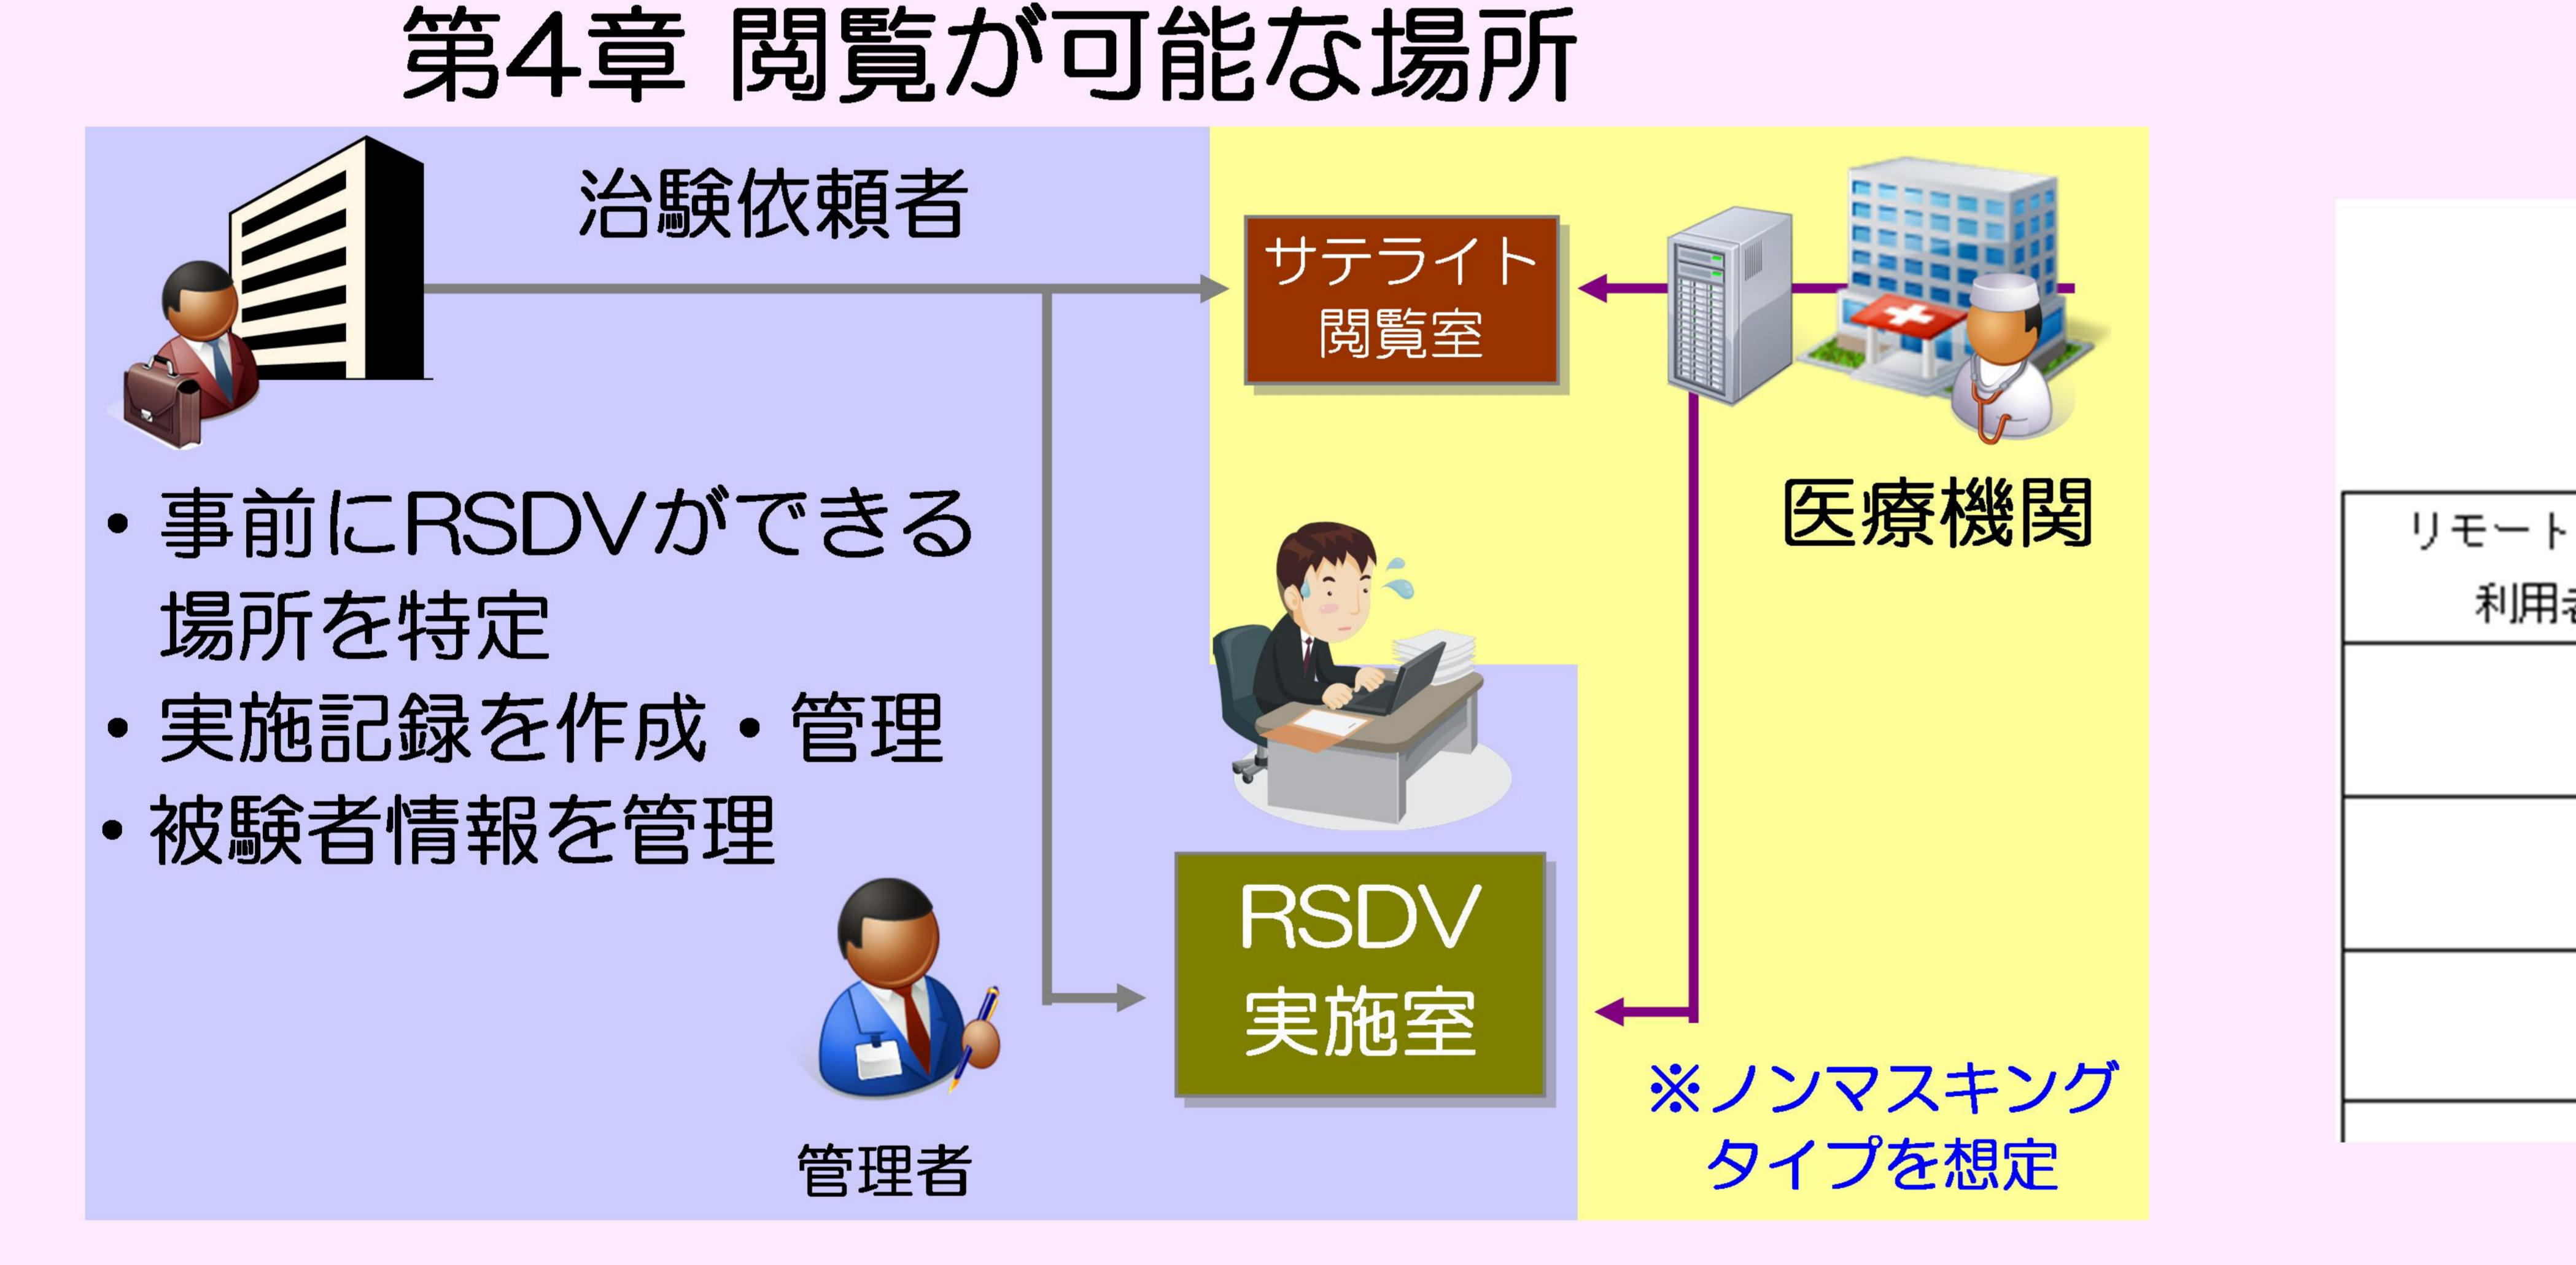 第4章 閲覧が可能な場所
治験依頼者
サテライト
閲覧室
医療機関
・事前にRSDVができる
場所を特定
・実施記録を作成・管理
・被験者情報を管理
RSDV
実施室
管理者
※ノンマスキング
タイプを想定
リモート
利用者